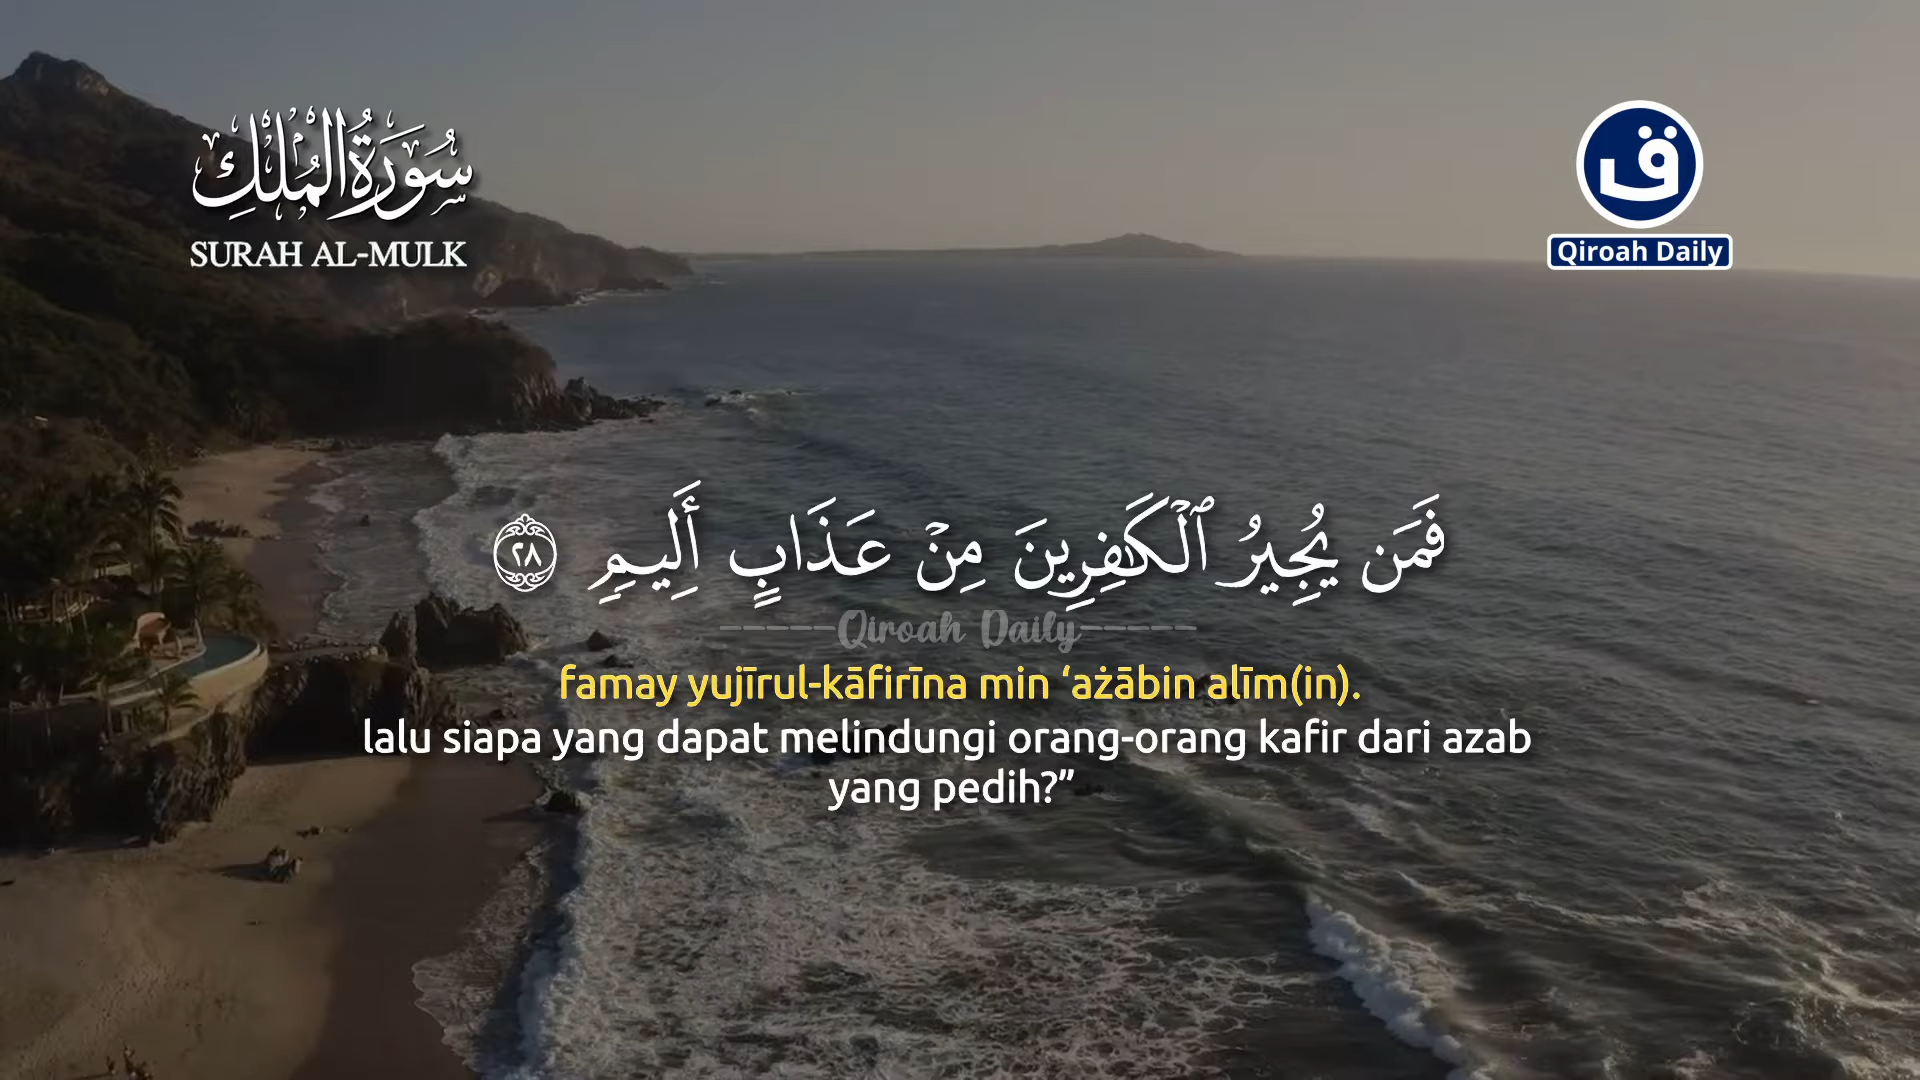 سُورَةُ الْمُلْكِ
SURAH AL-MULK
ق
Qiroah Daily
فَمَن يُجِيرُ ٱلْكَٰفِرِينَ مِنْ عَذَابٍ أَلِيمٍ ٢٨
-----Qiroah Daily-----
famay yujīrul-kāfirīna min ‘ażābin alīm(in).
lalu siapa yang dapat melindungi orang-orang kafir dari azab
yang pedih?”